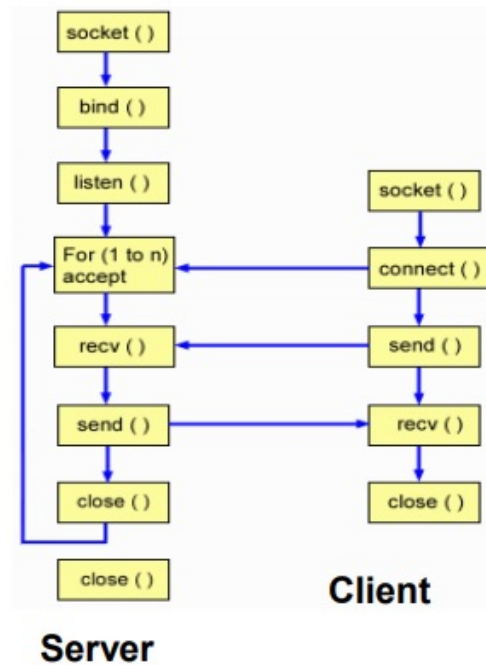 socket ( )
bind ( )
listen ( )
For (1 to n)
accept
recv ( )
send ( )
close ( )
close ( )
Server
socket ( )
connect ( )
send ( )
recv ( )
close ( )
Client